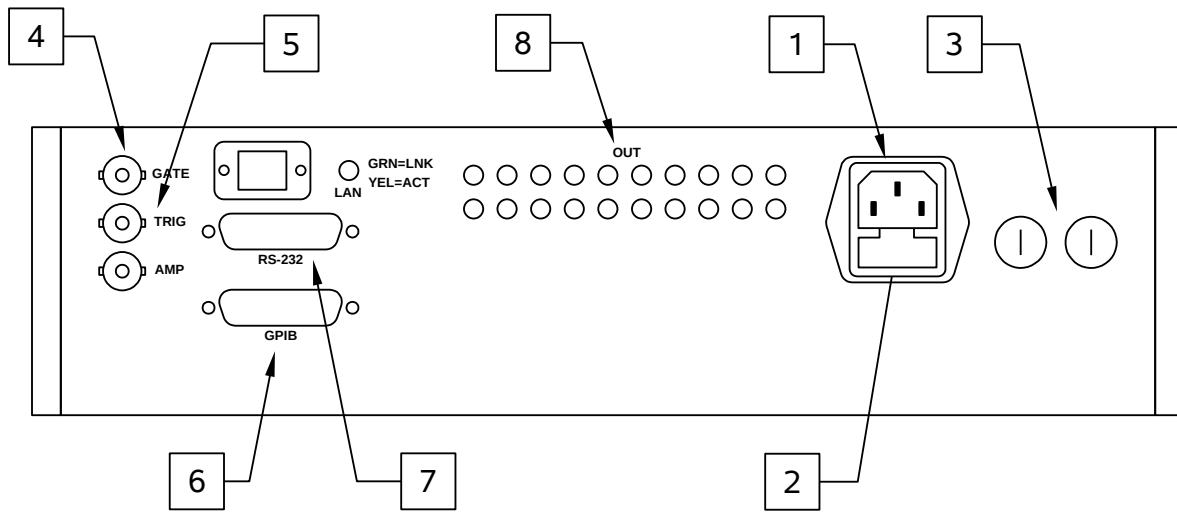 4
5
8
1
3
OUT
GATE
GRN=LNK
YEL=ACT
LAN
TRIG
RS-232
AMP
GPIB
6
7
2